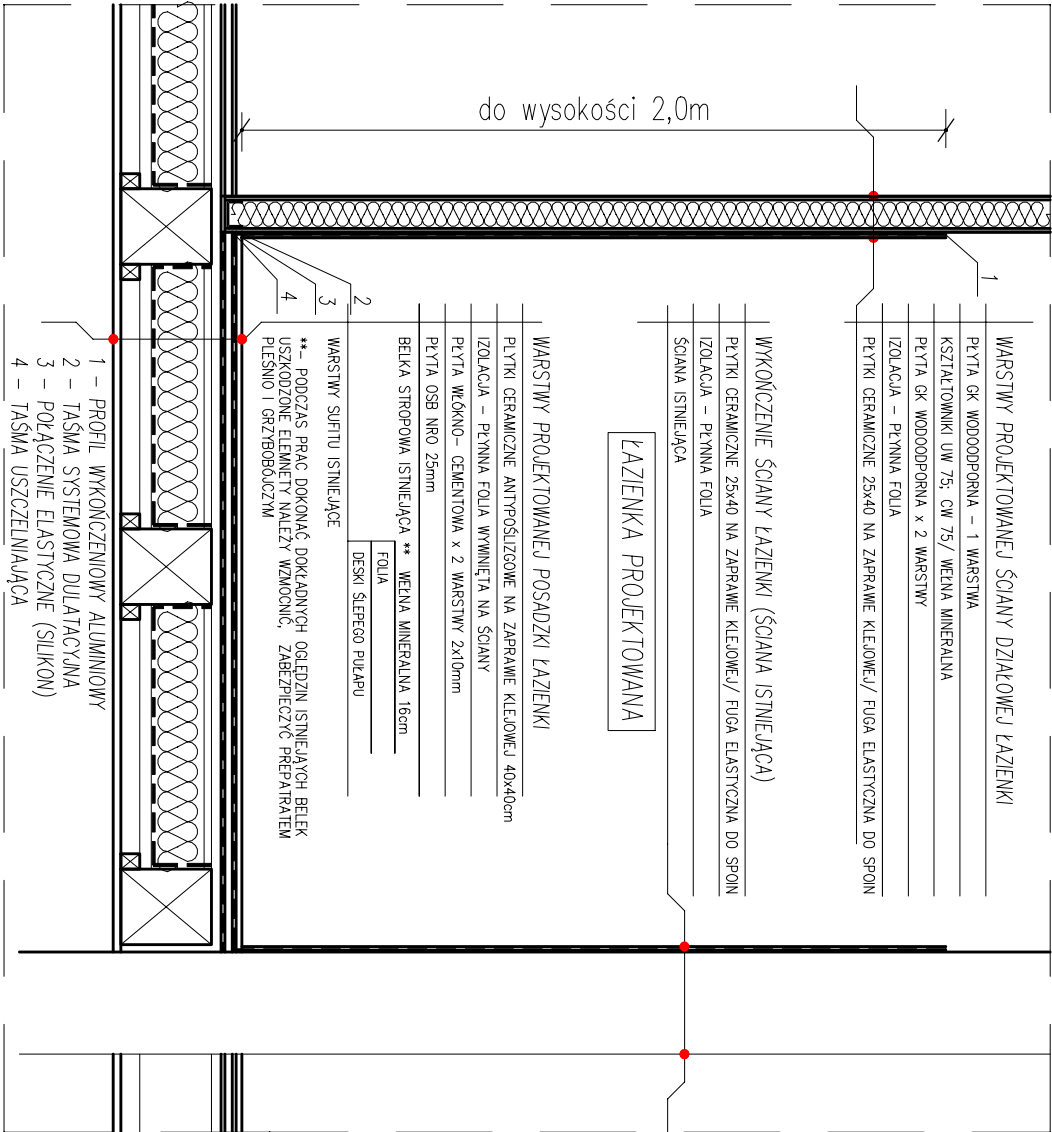 do wysokości 2,0m
1
WARSTWY PROJEKTOWANEJ ŚCIANY DZIAŁOWEJ ŁAZIENKI
PŁYTA GK WODOODPORNA - 1 WARSTWA
KSZTAŁTOWNIK UW 75; CW 75/ WEŁNA MINERALNA
PŁYTA GK WODOODPORNA x 2 WARSTWY
IZOLACJA - PŁYNNA FOLIA
PŁYTKI CERAMICZNE 25x40 NA ZAPRAWIE KLEJOWEJ/ FUGA ELASTYCZNA DO SPOIN
WYKOŃCZENIE ŚCIANY ŁAZIENKI (ŚCIANA ISTNIEJĄCA)
PŁYTKI CERAMICZNE 25x40 NA ZAPRAWIE KLEJOWEJ/ FUGA ELASTYCZNA DO SPOIN
IZOLACJA - PŁYNNA FOLIA
ŚCIANA ISTNIEJĄCA
ŁAZIENKA PROJEKTOWANA
WARSTWY PROJEKTOWANEJ POSADZKI ŁAZIENKI
PŁYTKI CERAMICZNE ANTYPOŚLIZGOWE NA ZAPRAWIE KLEJOWEJ 40x40cm
IZOLACJA - PŁYNNA FOLIA WYWINIĘTA NA ŚCIANY
PŁYTA WŁÓKNO- CEMENTOWA x 2 WARSTWY 2x10mm
PŁYTA OSB NRO 25mm
BELKA STROPOWA ISTNIEJĄCA ** WEŁNA MINERALNA 16cm
FOLIA
DESKI ŚLEPEGO PUŁAPU
WARSTWY SUFITU ISTNIEJĄCE
**- PODCZAS PRAC DOKONAĆ DOKŁADNYCH OGLĘDZIN ISTNIEJĄYCH BELEK
USZKODZONE ELEMNETY NALEŻY WZMOCNIĆ, ZABEZPIECZYĆ PREPATRATEM
PLEŚNIO I GRZYBOBÓJCZYM
2
3
4
1 - PROFIL WYKOŃCZENIOWY ALUMINIOWY
2 - TAŚMA SYSTEMOWA DULATACYJNA
3 - POŁĄCZENIE ELASTYCZNE (SILIKON)
4 - TAŚMA USZCZELNIAJĄCA